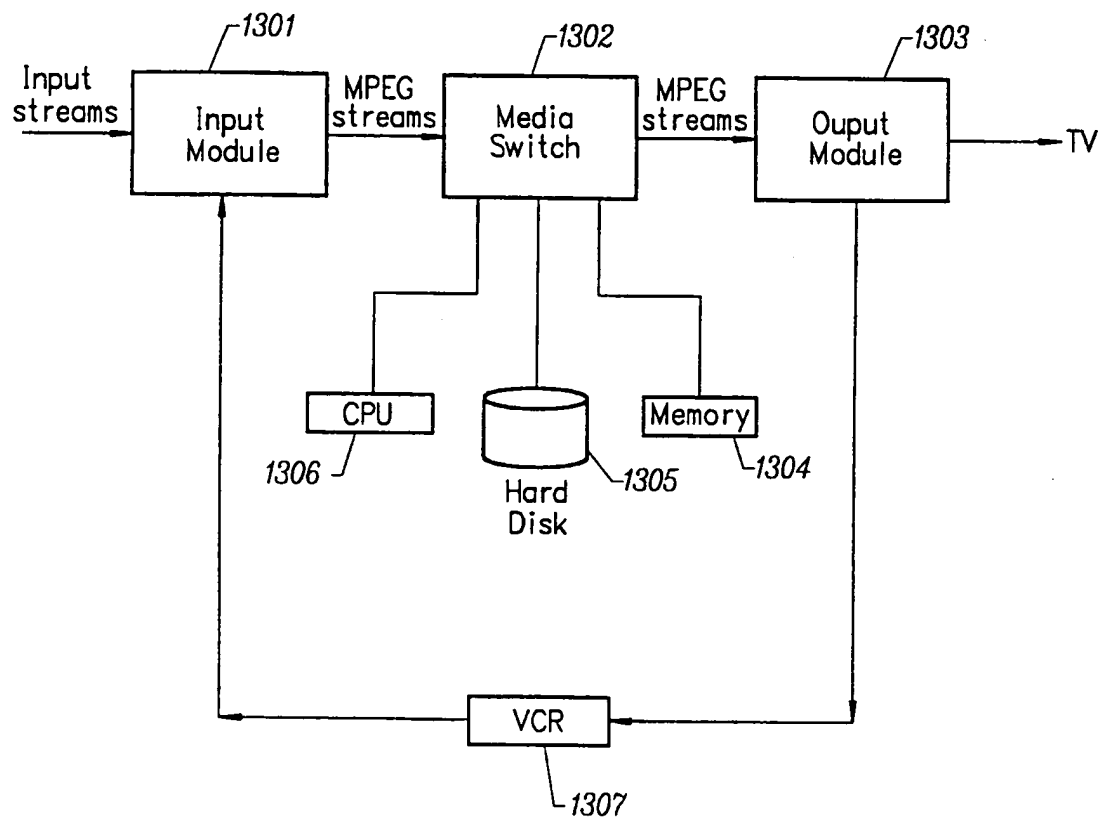 1301
1302
1303
Input
streams
Input
Module
MPEG
streams
Media
Switch
MPEG
streams
Ouput
Module
TV
CPU
1306
Hard
Disk
1305
Memory
1304
VCR
1307